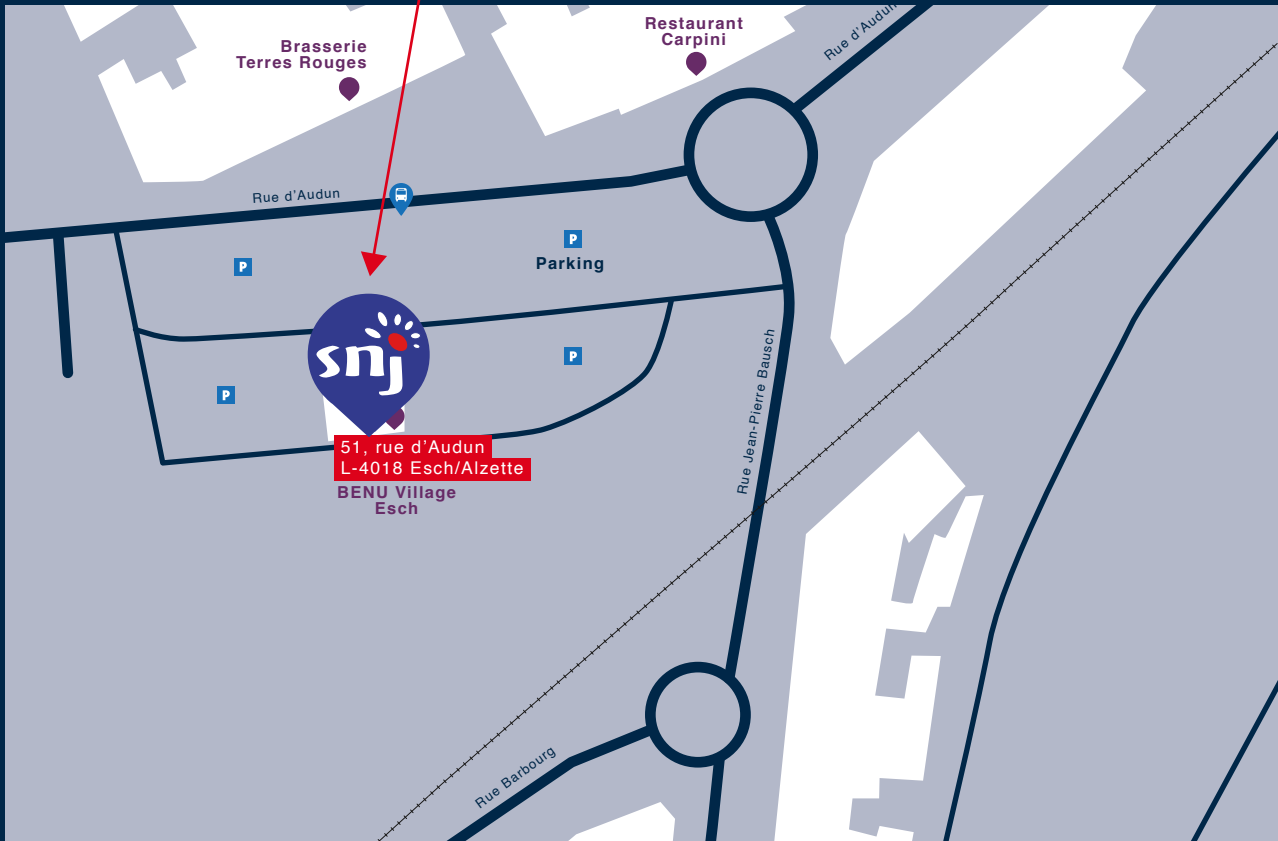 Restaurant
Carpini
Rue d'Audun
Brasserie
Terres Rouges
Rue d'Audun
P
P
Parking
snj
P
P
Rue Jean-Pierre Bausch
51, rue d'Audun
L-4018 Esch/Alzette
BENU Village
Esch
Rue Barbourg